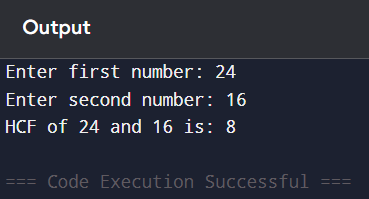 Output
Enter first number: 24
Enter second number: 16
HCF of 24 and 16 is: 8
=== Code Execution Successful ===